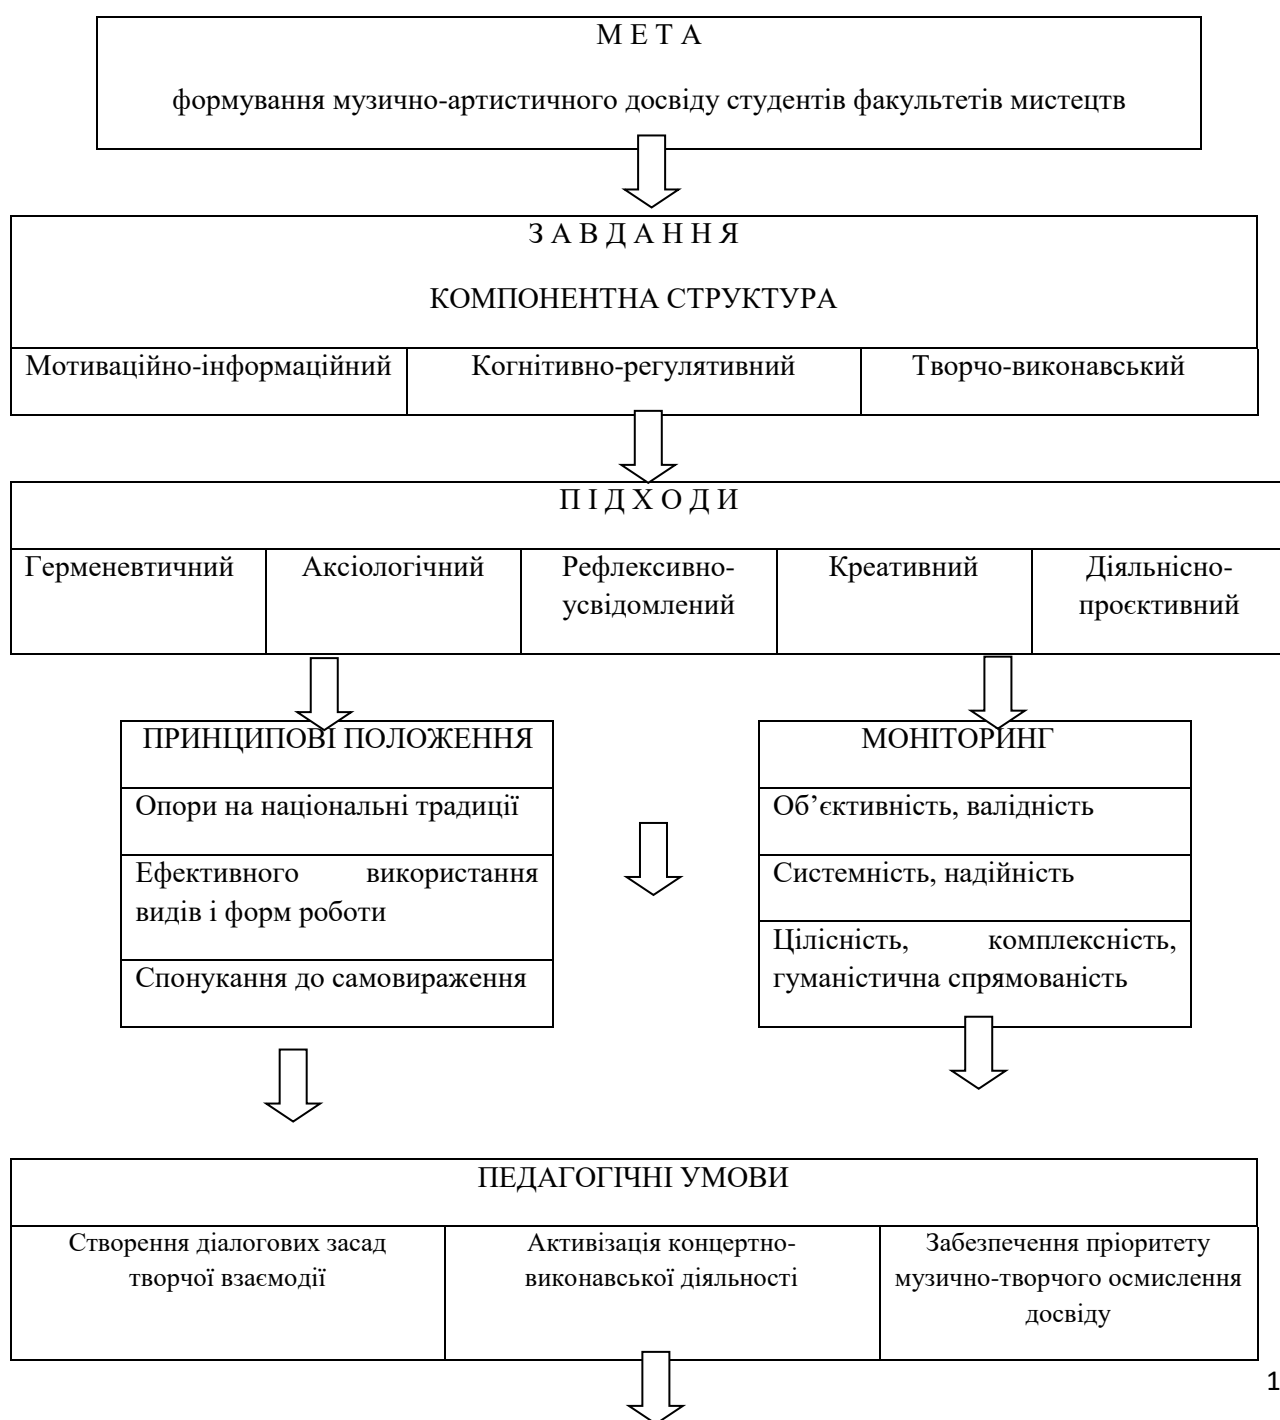 М Е Т А
формування музично-артистичного досвіду студентів факультетів мистецтв
З А В Д А Н Н Я
КОМПОНЕНТНА СТРУКТУРА
Мотиваційно-інформаційний
Когнітивно-регулятивний
Творчо-виконавський
П І Д Х О Д И
Герменевтичний
Аксіологічний
Рефлексивно-
усвідомлений
Креативний
Діяльнісно-
проєктивний
ПРИНЦИПОВІ ПОЛОЖЕННЯ
Опори на національні традиції
Ефективного використання
видів і форм роботи
Спонукання до самовираження
МОНІТОРИНГ
Об’єктивність, валідність
Системність, надійність
Цілісність, комплексність,
гуманістична спрямованість
ПЕДАГОГІЧНІ УМОВИ
Створення діалогових засад
творчої взаємодії
Активізація концертно-
виконавської діяльності
Забезпечення пріоритету
музично-творчого осмислення
досвіду
1